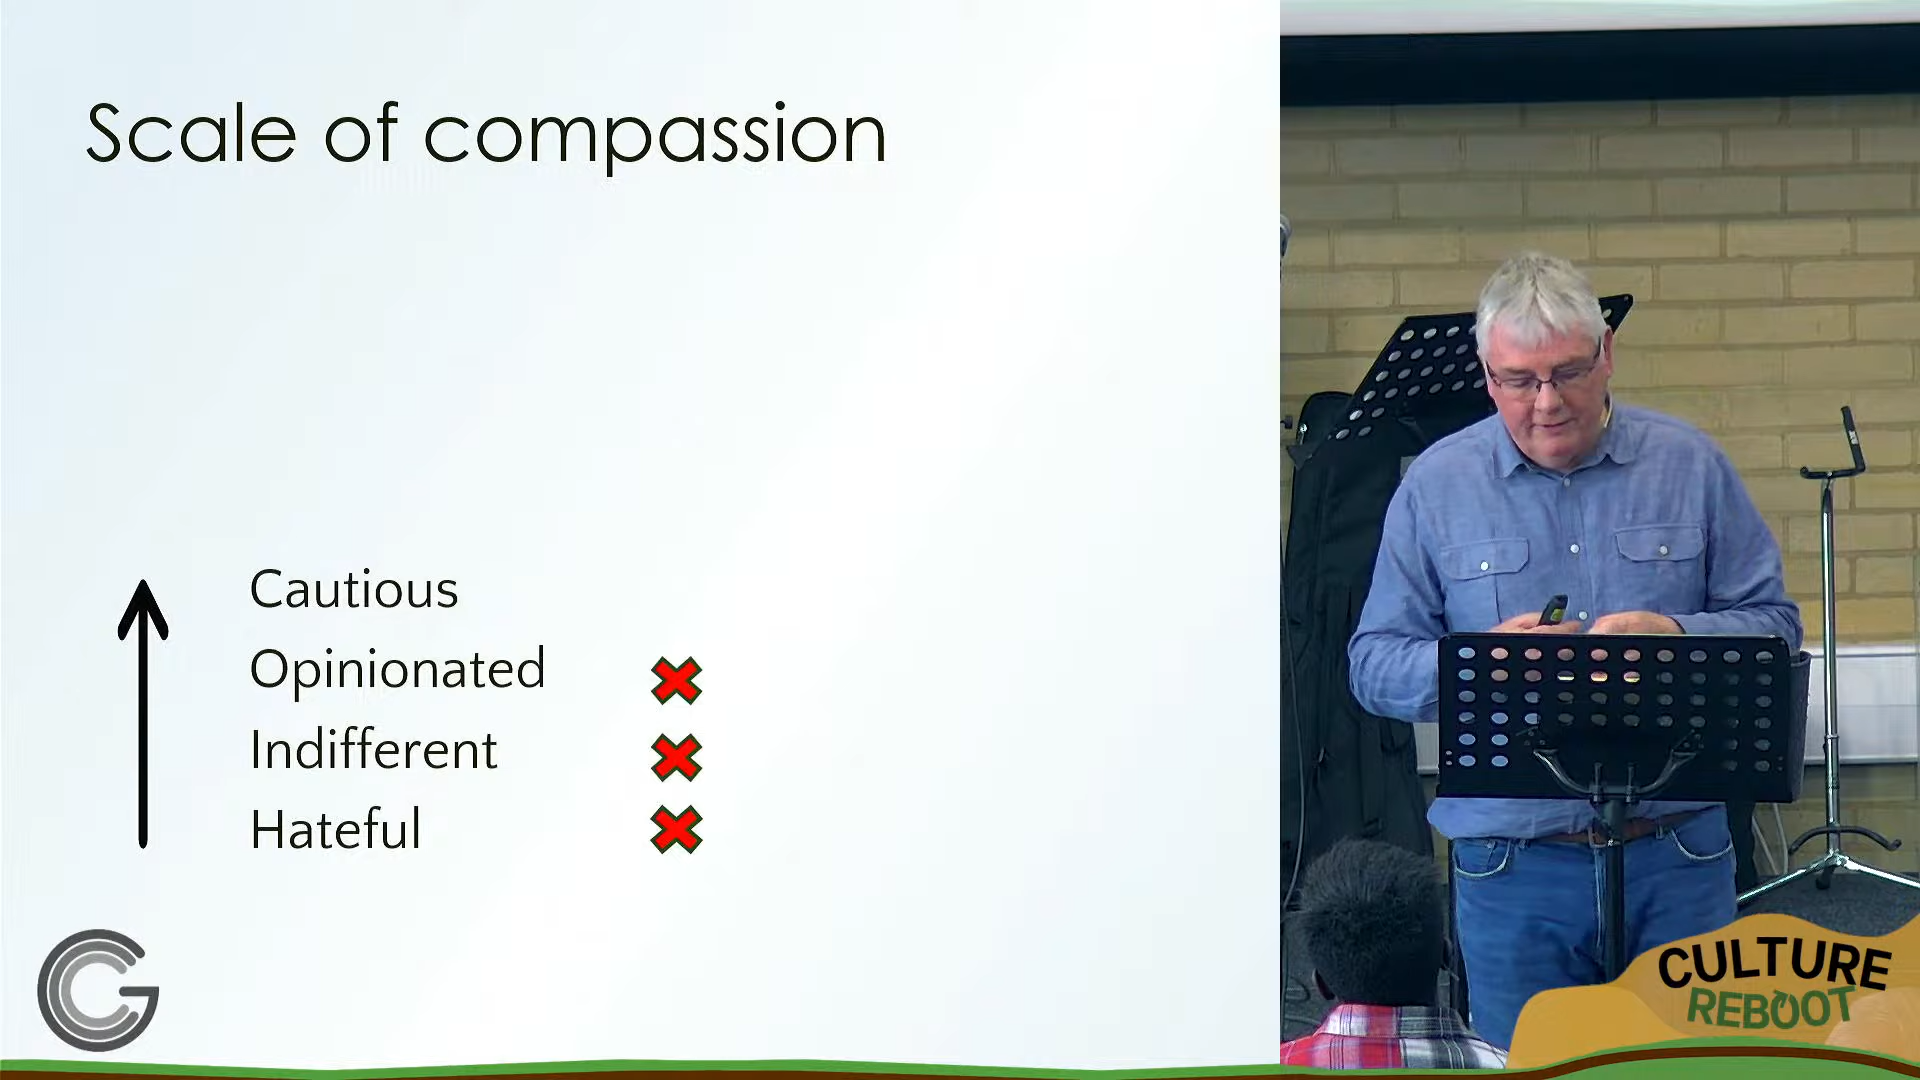 Scale of compassion
Cautious
Opinionated
Indifferent
Hateful
CULTURE
REBOOT